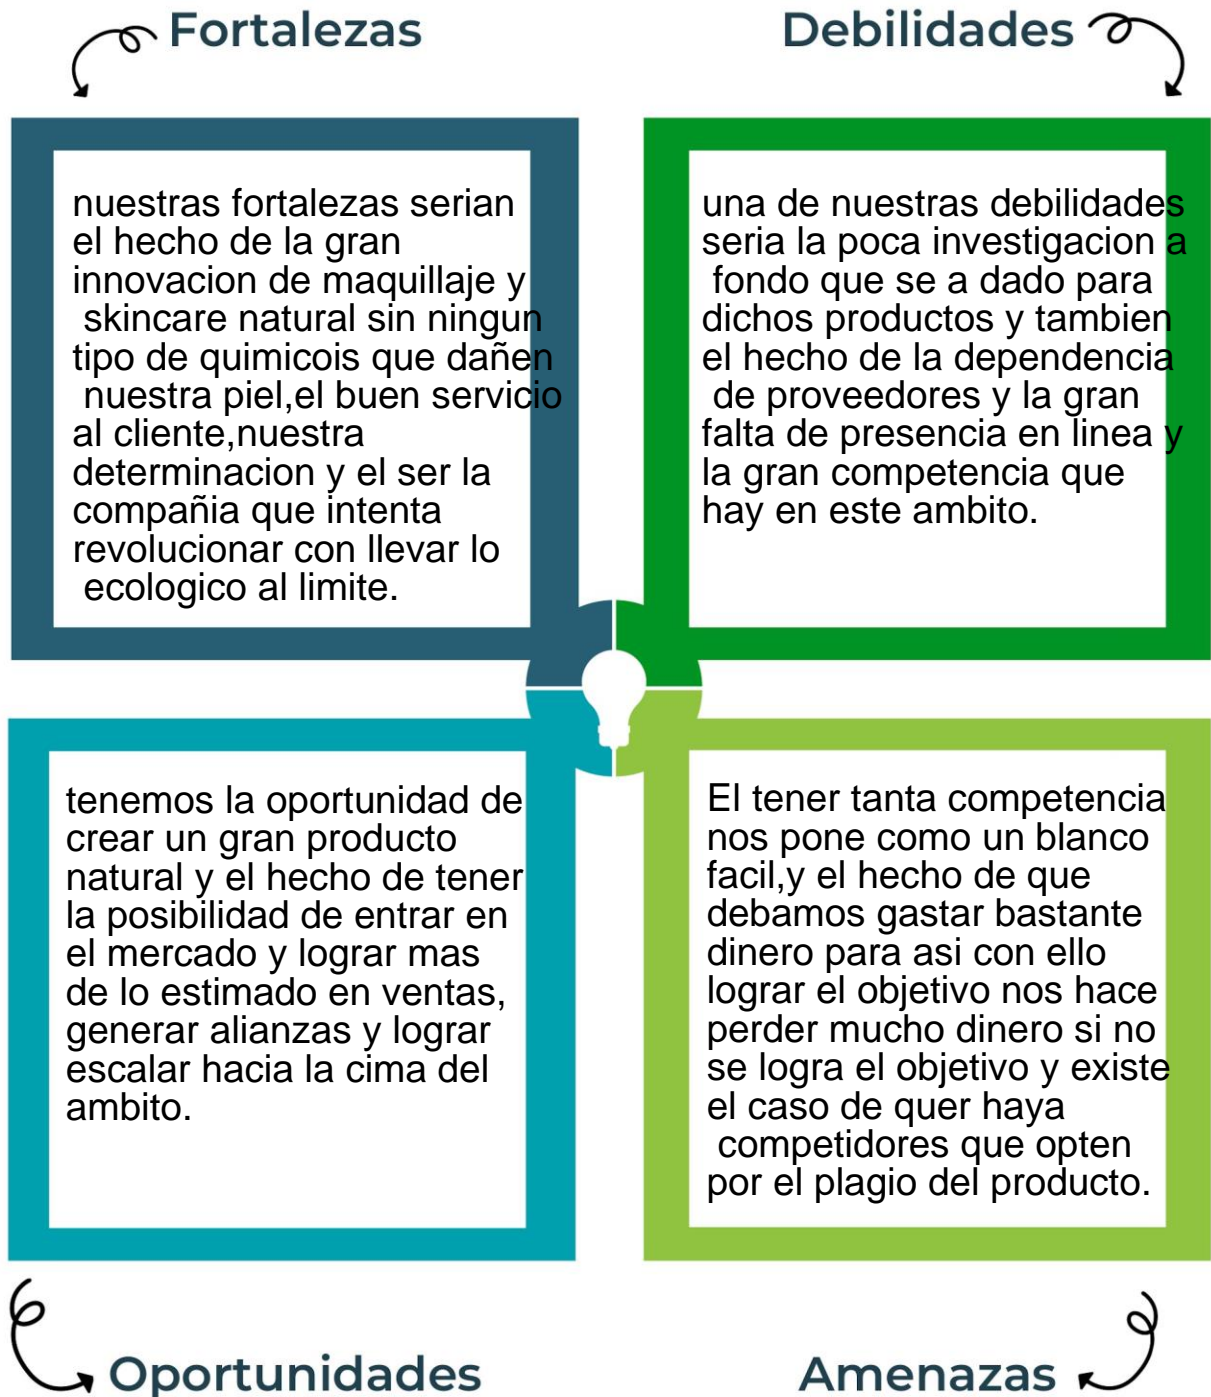 Fortalezas
nuestras fortalezas serian
el hecho de la gran
innovacion de maquillaje y
skincare natural sin ningun
tipo de quimicois que dañen
nuestra piel,el buen servicio
al cliente,nuestra
determinacion y el ser la
compañia que intenta
revolucionar con llevar lo
ecologico al limite.
Debilidades
una de nuestras debilidades
seria la poca investigacion a
fondo que se a dado para
dichos productos y tambien
el hecho de la dependencia
de proveedores y la gran
falta de presencia en linea y
la gran competencia que
hay en este ambito.
tenemos la oportunidad de
crear un gran producto
natural y el hecho de tener
la posibilidad de entrar en
el mercado y lograr mas
de lo estimado en ventas,
generar alianzas y lograr
escalar hacia la cima del
ambito.
Oportunidades
El tener tanta competencia
nos pone como un blanco
facil,y el hecho de que
debamos gastar bastante
dinero para asi con ello
lograr el objetivo nos hace
perder mucho dinero si no
se logra el objetivo y existe
el caso de quer haya
competidores que opten
por el plagio del producto.
Amenazas